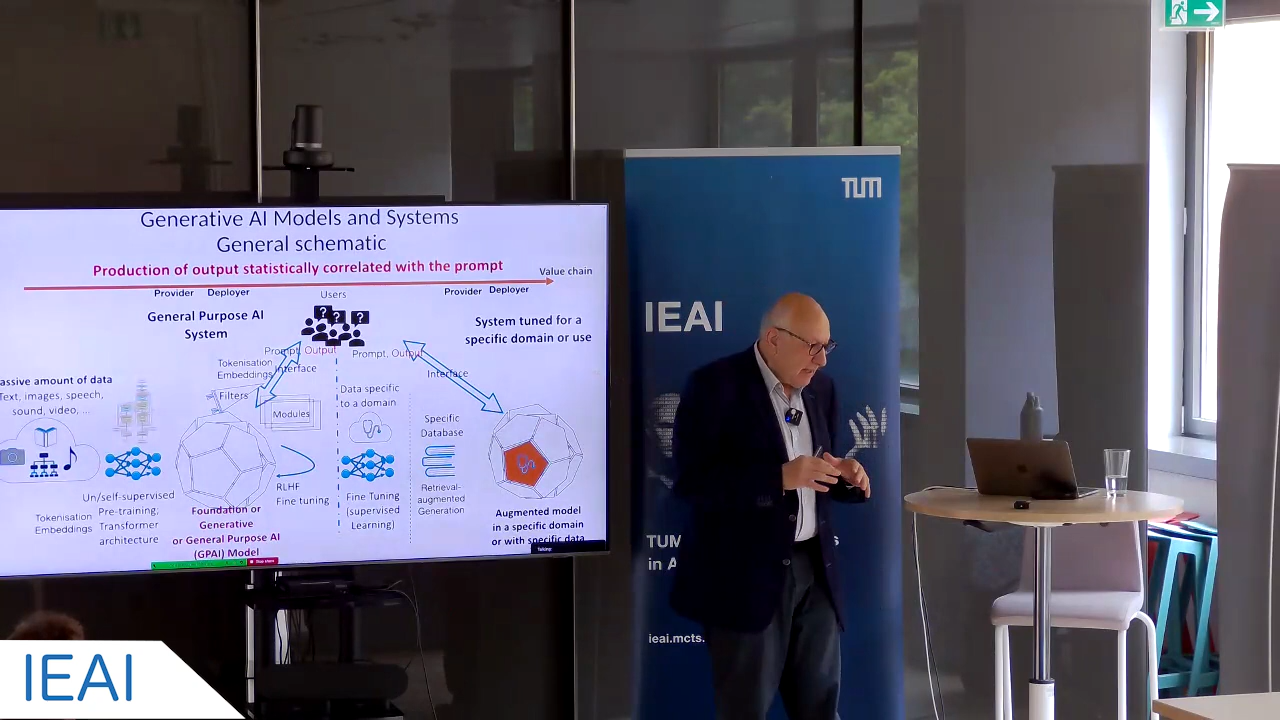 Generative AI Models and Systems
General schematic
Production of output statistically correlated with the prompt
Value chain
Provider Deployer
Users
Provider Deployer
General Purpose AI
System
System tuned for a
specific domain or use
Prompt, Output
Interface
Prompt, Output
Interface
Tokenisation
Embeddings
Filters
Modules
assive amount of data
Text, images, speech,
sound, video, ...
Data specific
to a domain
Specific
Database
Un/self-supervised
Pre-training,
Transformer
architecture
Tokenisation
Embeddings
RLHF
Fine tuning
Foundation or
Generative
or General Purpose AI
(GPAI) Model
Fine Tuning
(supervised
Learning)
Retrieval-
augmented
Generation
Augmented model
in a specific domain
or with specific data
Talking:
Stop share
TUM
IEAI
TUM
in A
ieai.mcts.
IEAI